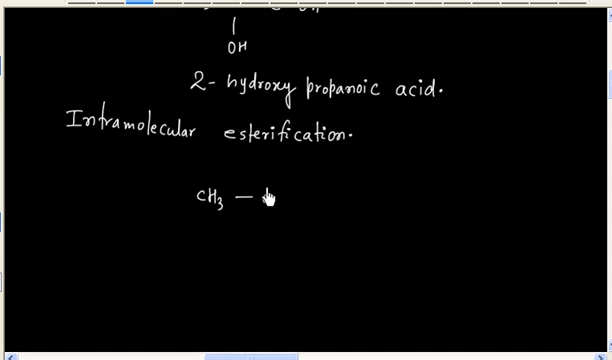 OH
2- hydroxy propanoic acid.
Intramolecular esterification.
CH3 —